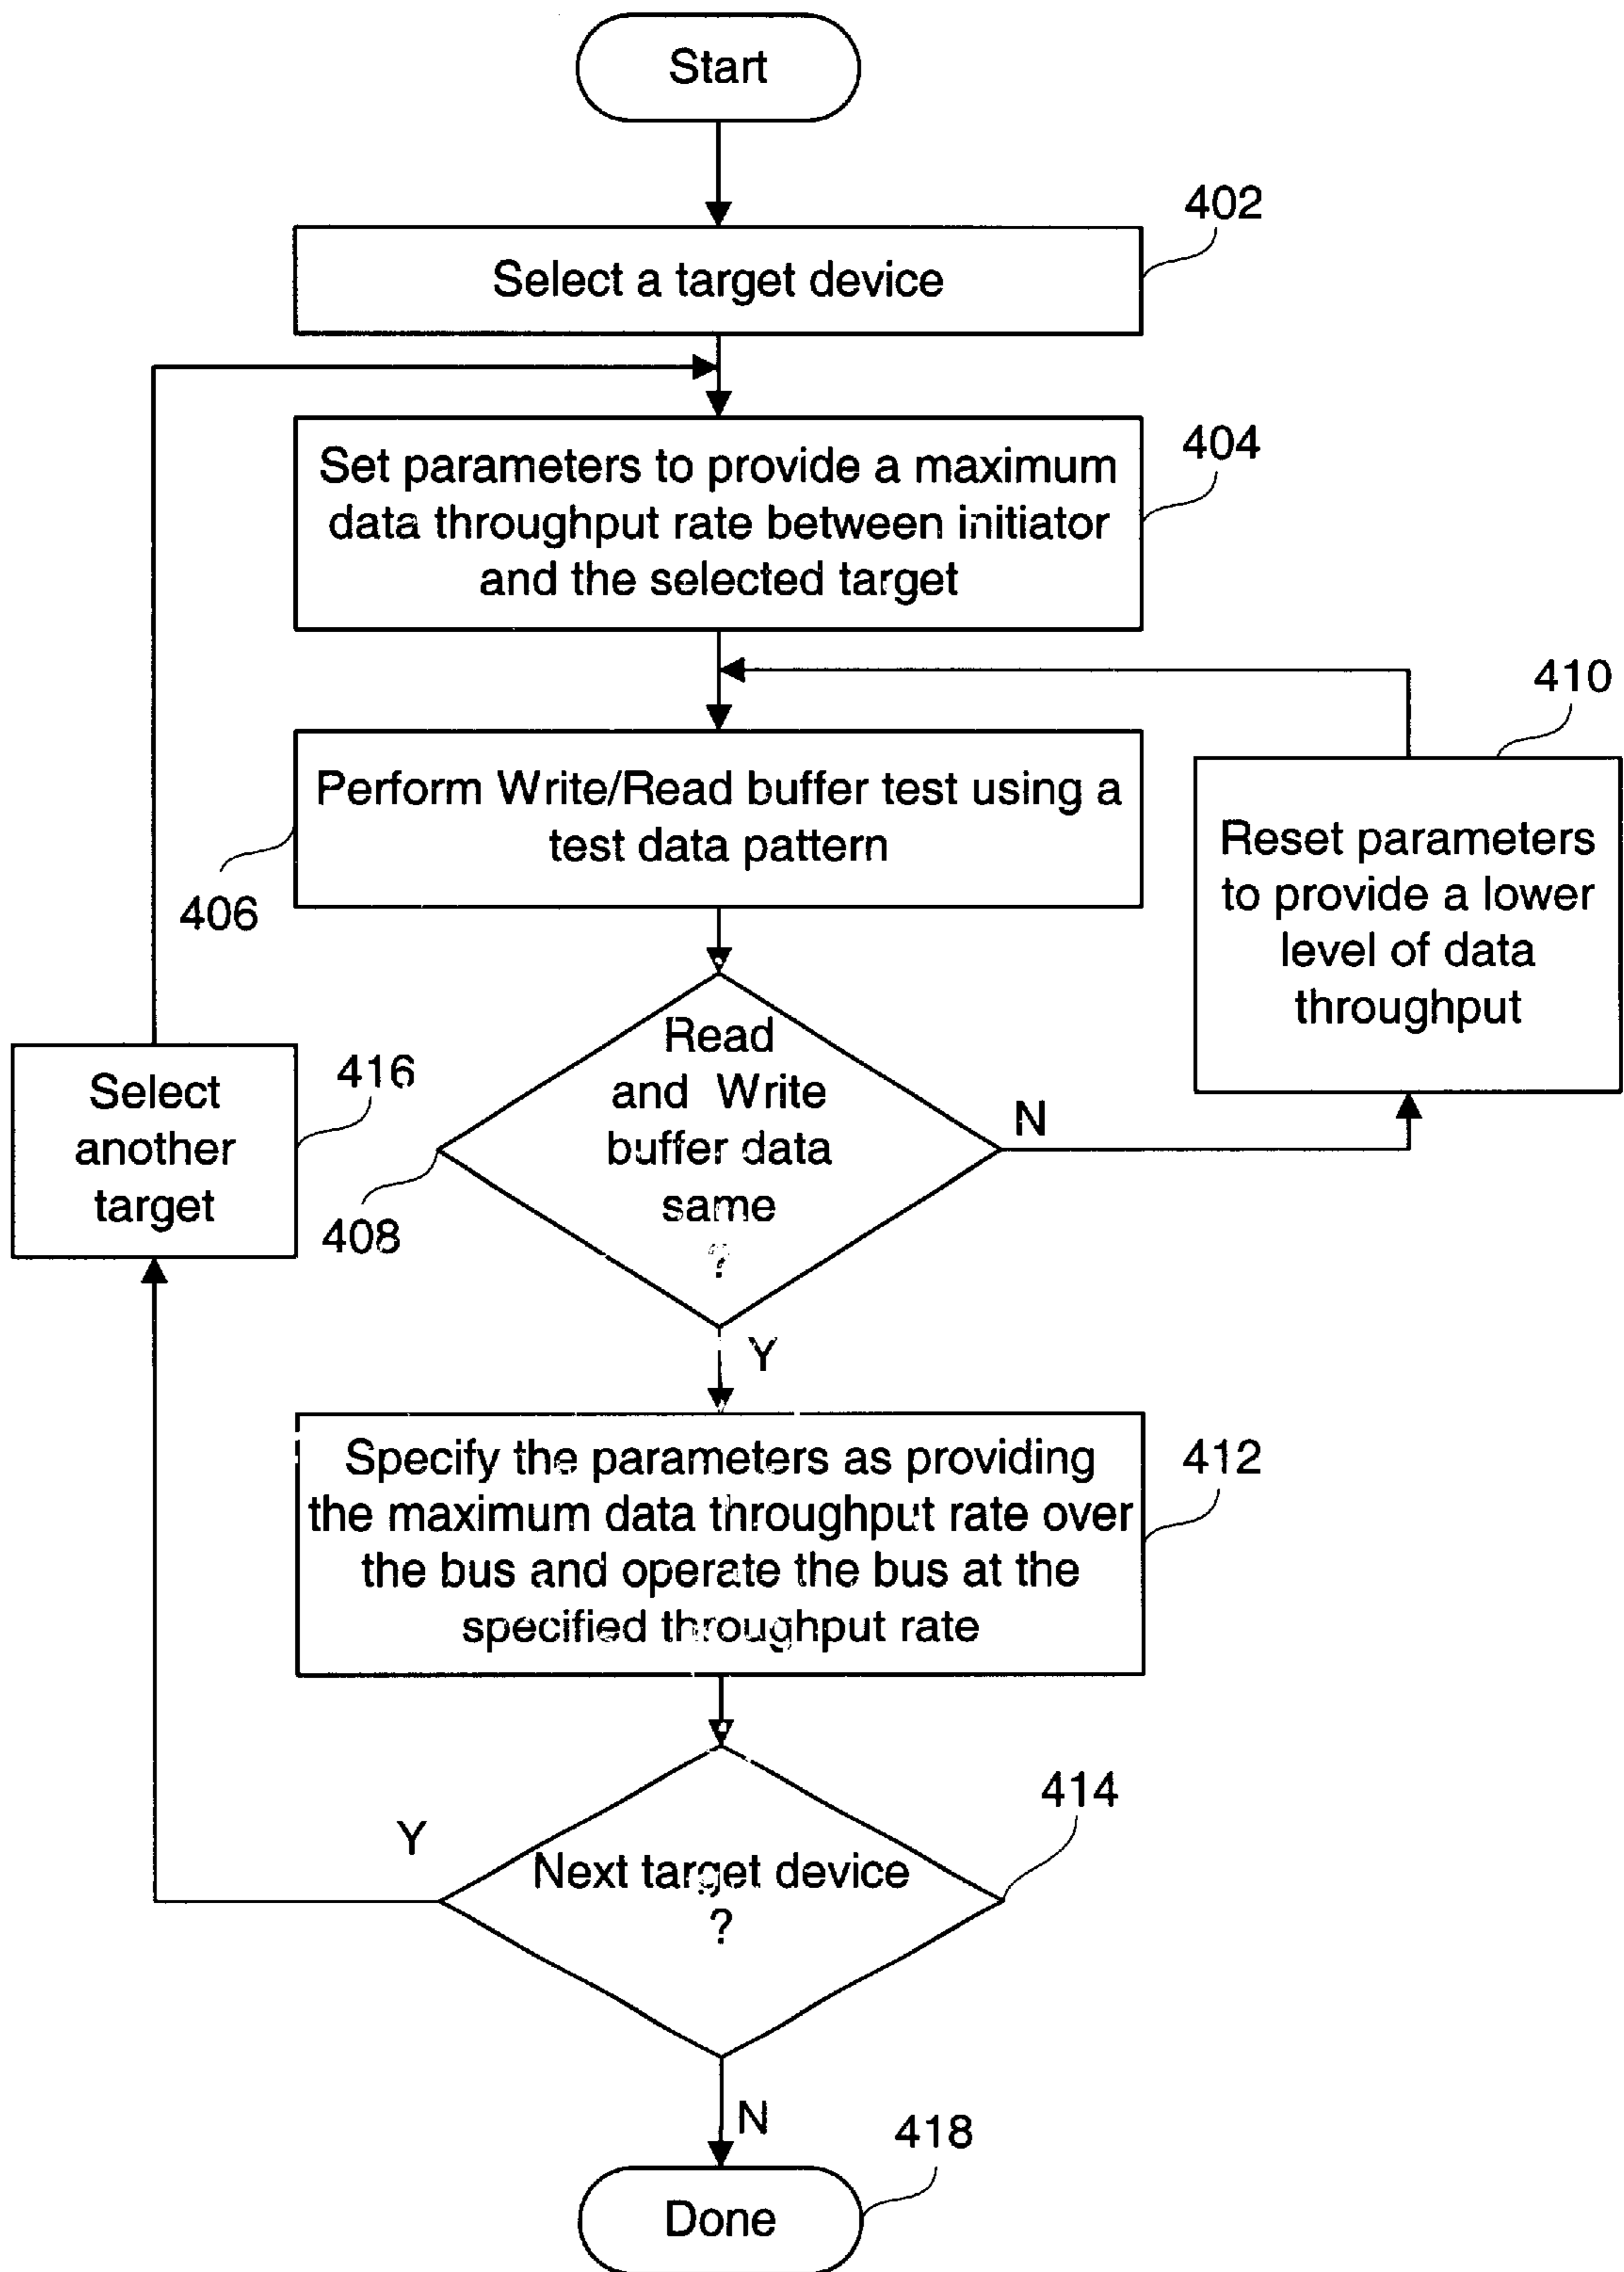 Start
402
Select a target device
404
Set parameters to provide a maximum
data throughput rate between initiator
and the selected target
410
Perform Write/Read buffer test using a
test data pattern
406
Reset parameters
to provide a lower
level of data
throughput
Read
and Write
buffer data
same
?
408
N
Select
another
target
416
Y
Specify the parameters as providing
the maximum data throughput rate over
the bus and operate the bus at the
specified throughput rate
412
414
Y
Next target device
?
N
418
Done